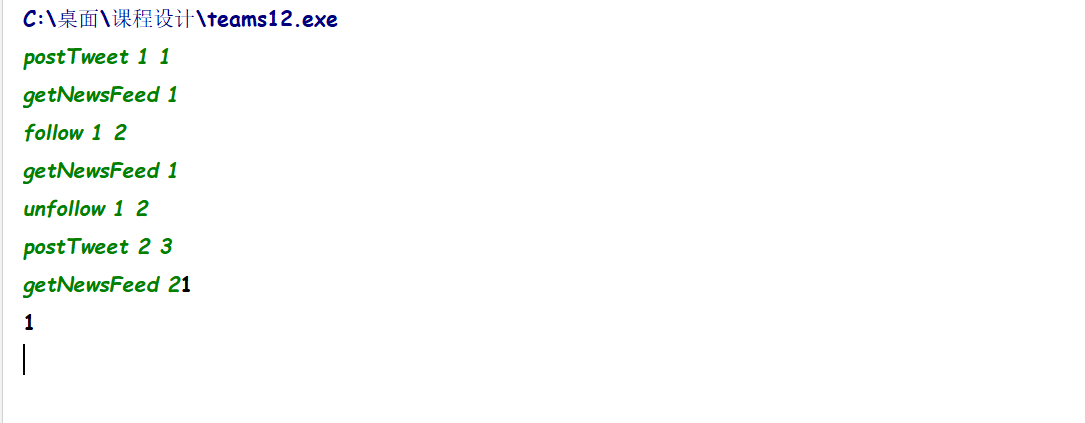 C:\桌面\课程设计\teams12.exe
postTweet 1 1
getNewsFeed 1
follow 1 2
getNewsFeed 1
unfollow 1 2
postTweet 2 3
getNewsFeed 21
1